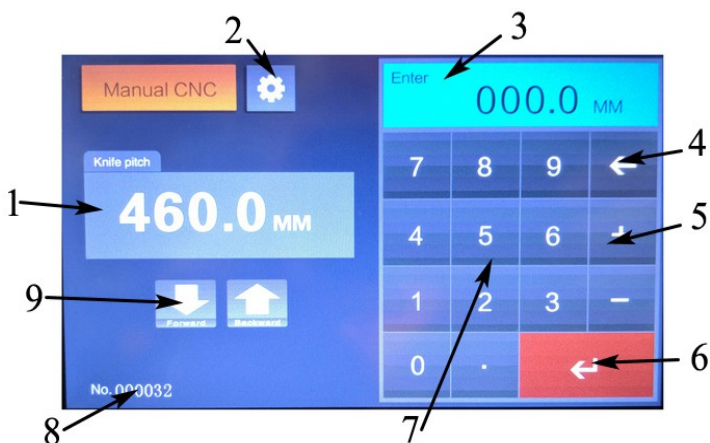 2
3
Manual CNC
Enter
000.0 MM
Knife pitch
7 8 9 ←
4
1
460.0 MM
4 5 6 +
5
9
Forward
Backward
1 2 3 −
0 .
6
No.000032
8
7